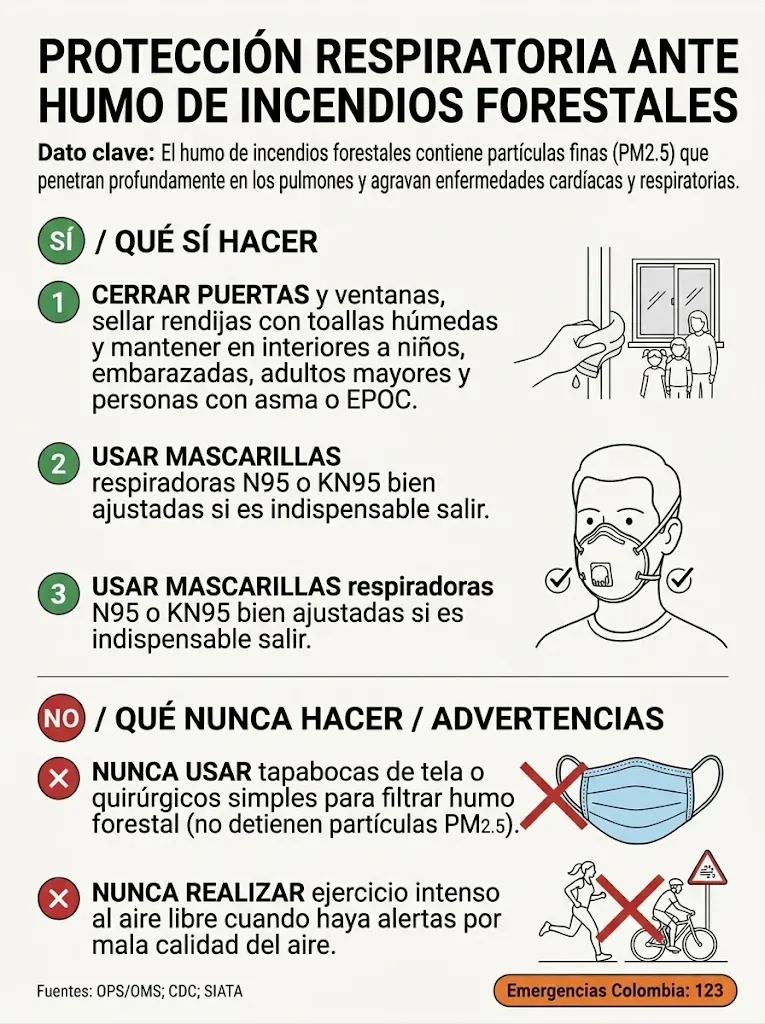 PROTECCIÓN RESPIRATORIA ANTE
HUMO DE INCENDIOS FORESTALES
Dato clave: El humo de incendios forestales contiene partículas finas (PM2.5) que
penetran profundamente en los pulmones y agravan enfermedades cardíacas y respiratorias.
SÍ / QUÉ SÍ HACER
1 CERRAR PUERTAS y ventanas,
sellar rendijas con toallas húmedas
y mantener en interiores a niños,
embarazadas, adultos mayores y
personas con asma o EPOC.
2 USAR MASCARILLAS
respiradoras N95 o KN95 bien
ajustadas si es indispensable salir.
3 USAR MASCARILLAS respiradoras
N95 o KN95 bien ajustadas si es
indispensable salir.
NO / QUÉ NUNCA HACER / ADVERTENCIAS
NUNCA USAR tapabocas de tela o
quirúrgicos simples para filtrar humo
forestal (no detienen partículas PM2.5).
NUNCA REALIZAR ejercicio intenso
al aire libre cuando haya alertas por
mala calidad del aire.
Fuentes: OPS/OMS; CDC; SIATA
Emergencias Colombia: 123